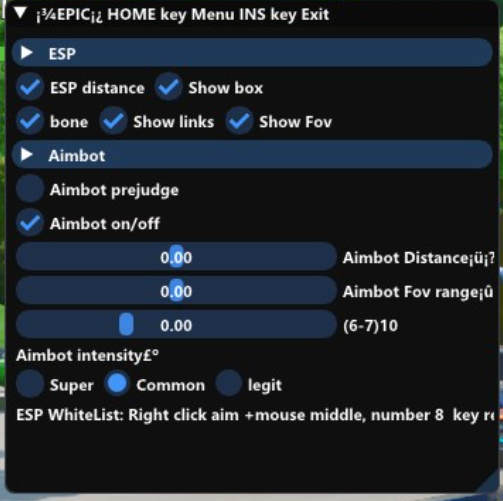 ¡¾EPIC¡¿ HOME key Menu INS key Exit
ESP
ESP distance Show box
bone Show links Show Fov
Aimbot
Aimbot prejudge
Aimbot on/off
0.00 Aimbot Distance¡ü¡?
0.00 Aimbot Fov range¡û
0.00 (6-7)10
Aimbot intensity£º
Super Common legit
ESP WhiteList: Right click aim +mouse middle, number 8 key